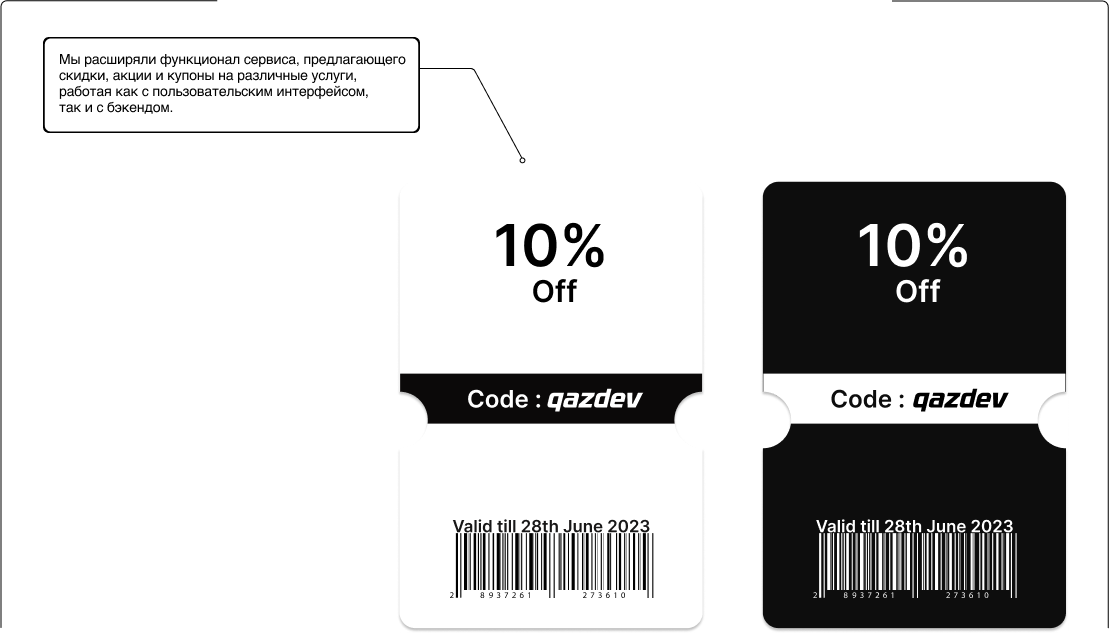 Мы расширяли функционал сервиса, предлагающего
скидки, акции и купоны на различные услуги,
работая как с пользовательским интерфейсом,
так и с бэкендом.
10%
Off
Code : qazdev
Valid till 28th June 2023
2 8937261 273610
10%
Off
Code : qazdev
Valid till 28th June 2023
2 8937261 273610